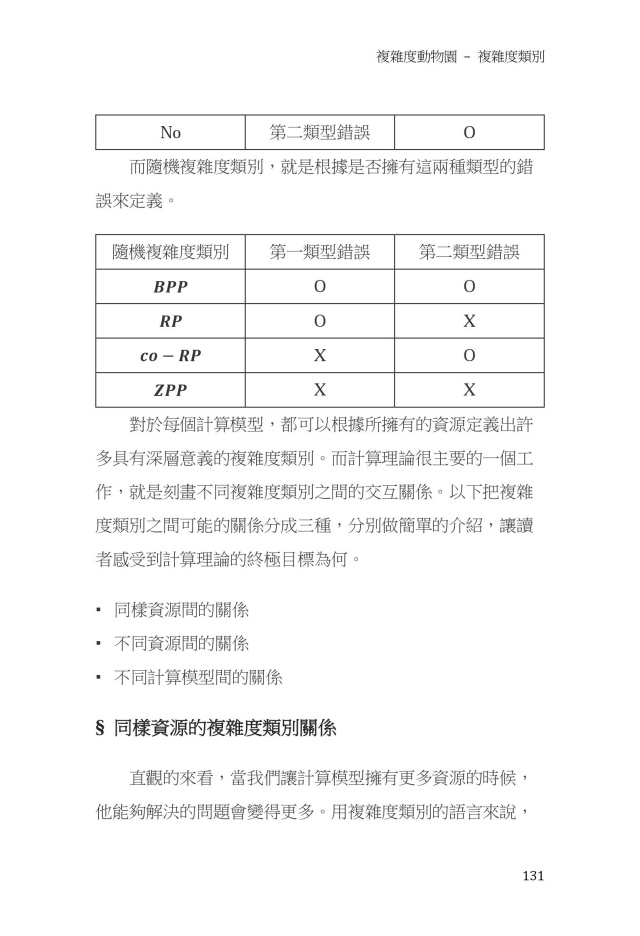 複雜度動物園 – 複雜度類別
No 第二類型錯誤 O
而隨機複雜度類別，就是根據是否擁有這兩種類型的錯
誤來定義。
隨機複雜度類別 第一類型錯誤 第二類型錯誤
BPP O O
RP O X
co – RP X O
ZPP X X
對於每個計算模型，都可以根據所擁有的資源定義出許
多具有深層意義的複雜度類別。而計算理論很主要的一個工
作，就是刻畫不同複雜度類別之間的交互關係。以下把複雜
度類別之間可能的關係分成三種，分別做簡單的介紹，讓讀
者感受到計算理論的終極目標為何。
▪ 同樣資源間的關係
▪ 不同資源間的關係
▪ 不同計算模型間的關係
§ 同樣資源的複雜度類別關係
直觀的來看，當我們讓計算模型擁有更多資源的時候，
他能夠解決的問題會變得更多。用複雜度類別的語言來說，
131